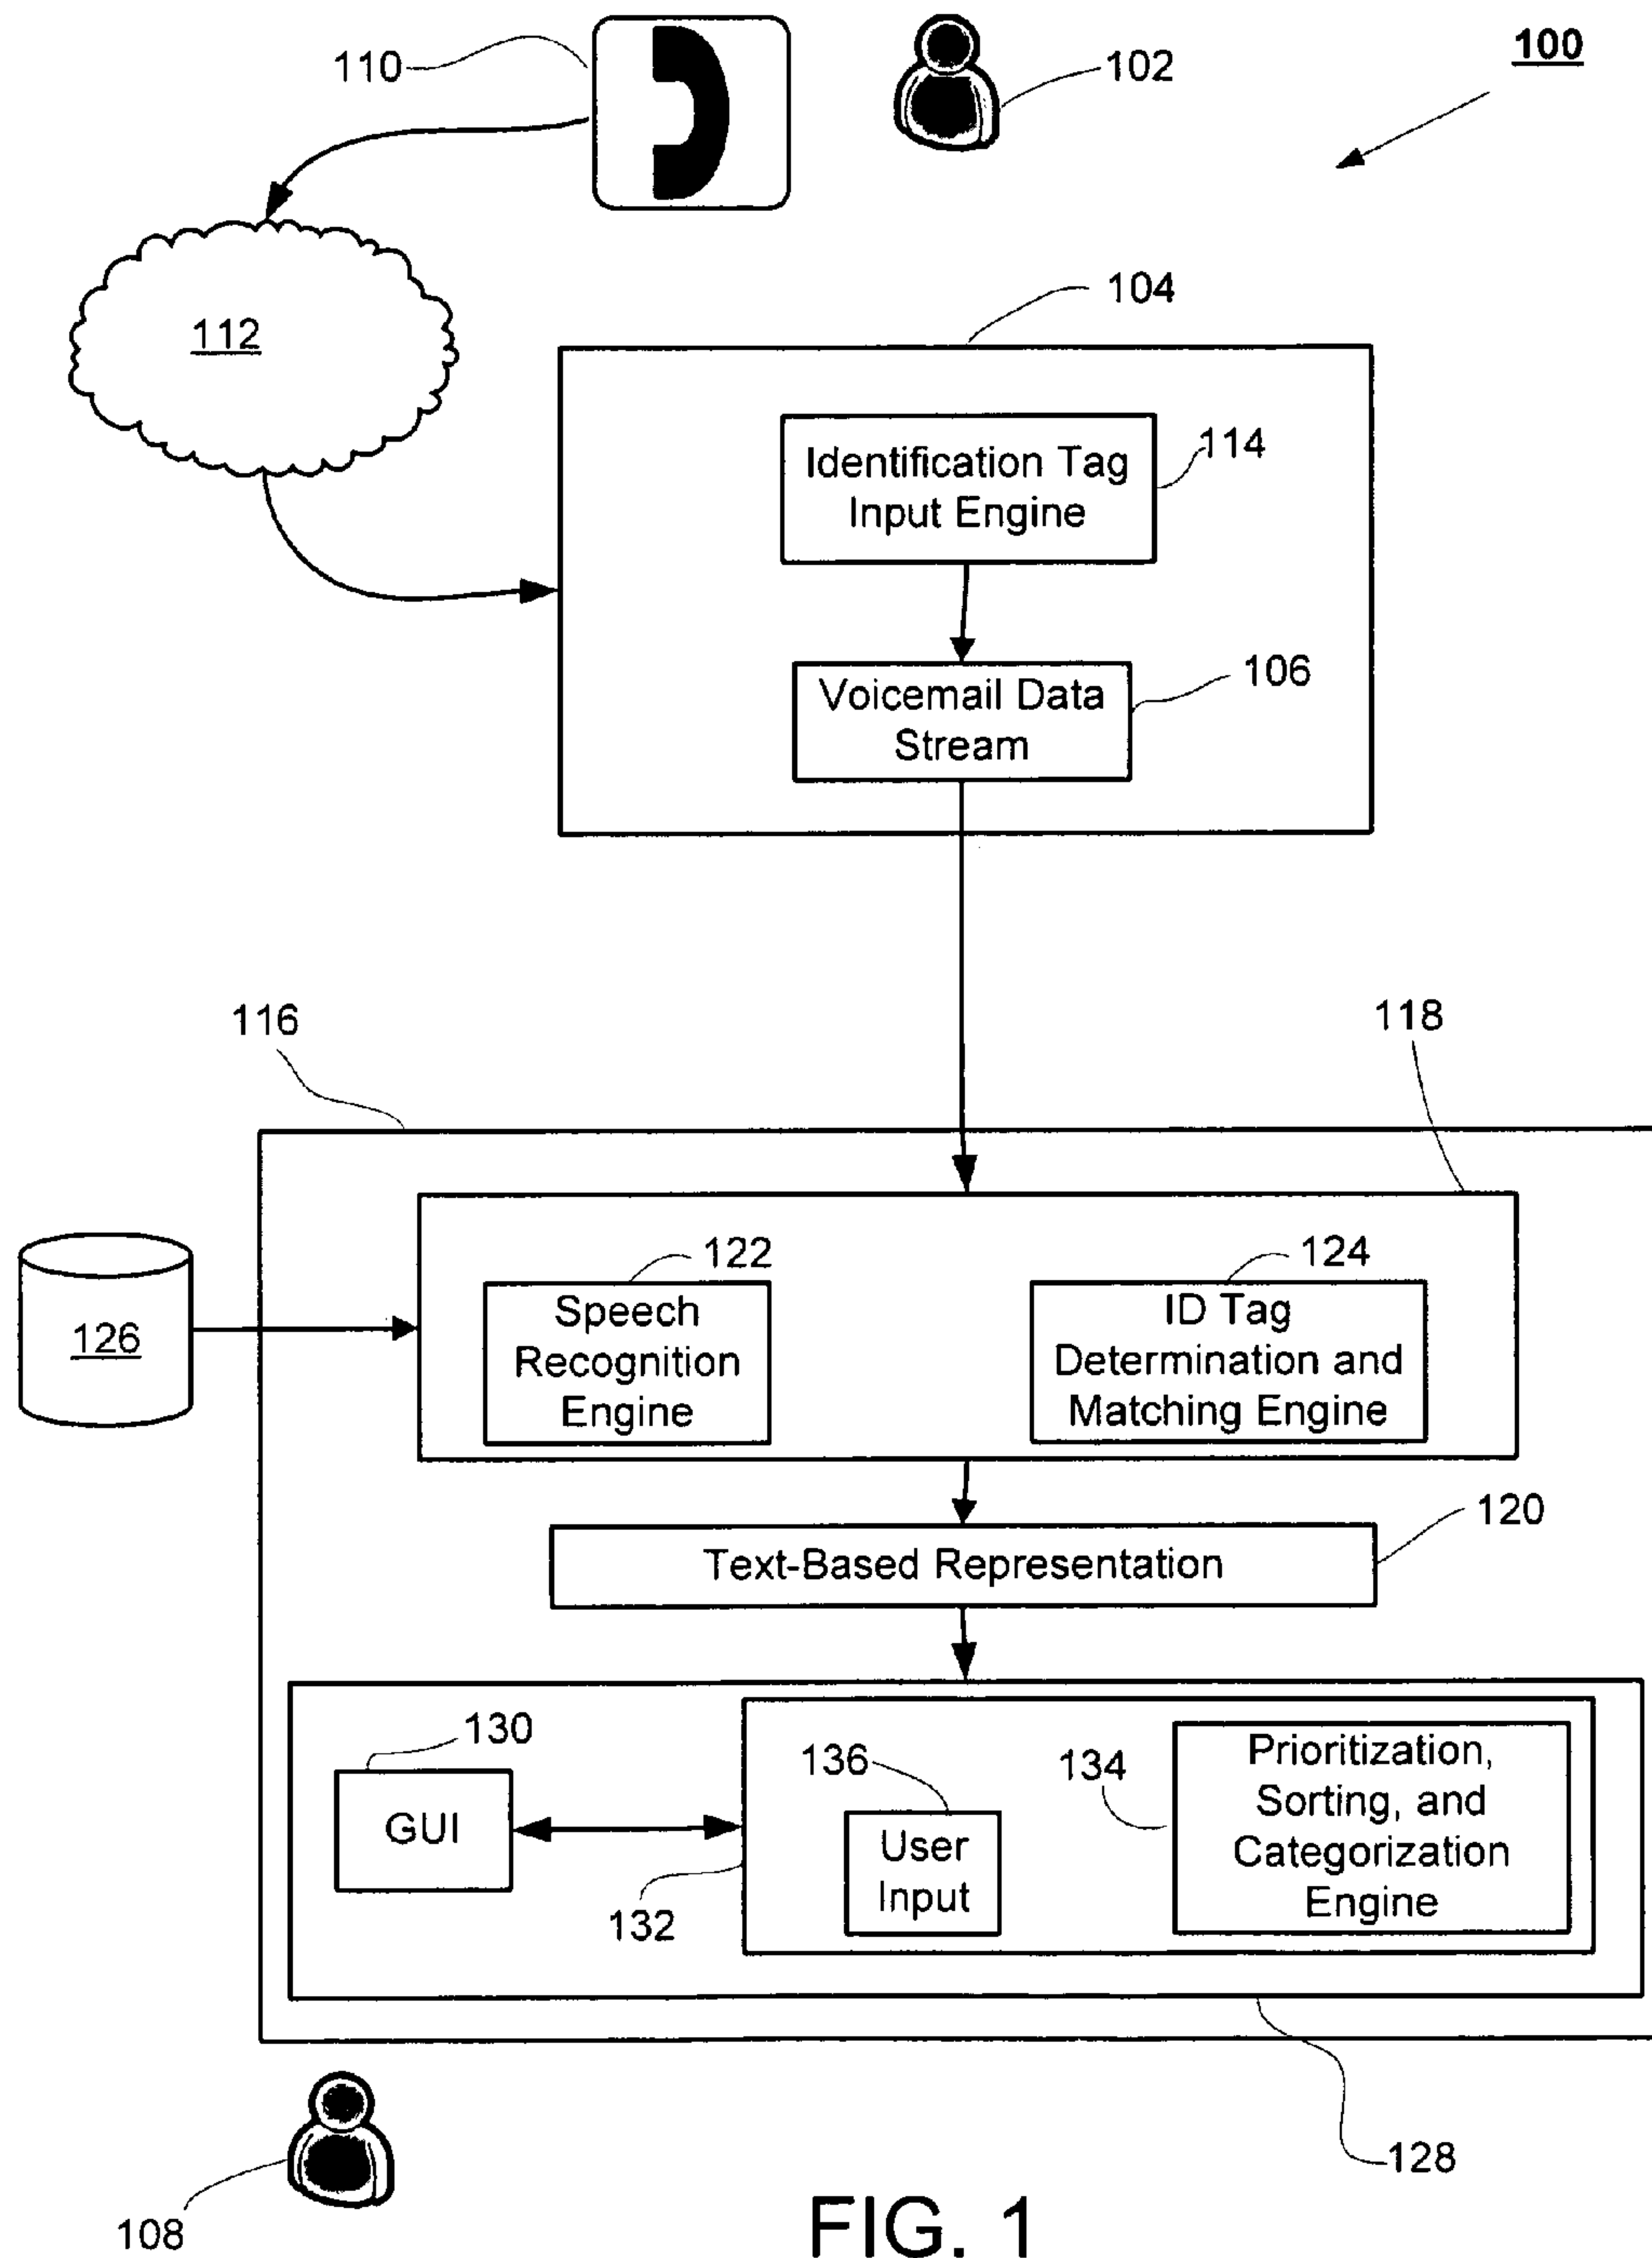 110
102
100
112
104
Identification Tag
Input Engine
114
Voicemail Data
Stream
106
116
118
126
122
Speech
Recognition
Engine
124
ID Tag
Determination and
Matching Engine
120
Text-Based Representation
130
GUI
132
136
User
Input
134
Prioritization,
Sorting, and
Categorization
Engine
128
108
FIG. 1